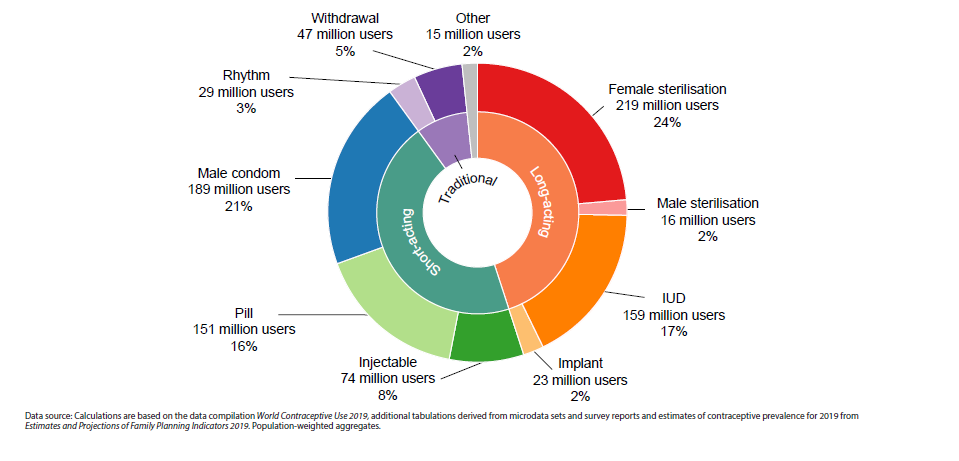 Withdrawal
47 million users
5%
Other
15 million users
2%
Rhythm
29 million users
3%
Female sterilisation
219 million users
24%
Male condom
189 million users
21%
Traditional
Long-acting
Short-acting
Male sterilisation
16 million users
2%
IUD
159 million users
17%
Pill
151 million users
16%
Injectable
74 million users
8%
Implant
23 million users
2%
Data source: Calculations are based on the data compilation World Contraceptive Use 2019, additional tabulations derived from microdata sets and survey reports and estimates of contraceptive prevalence for 2019 from
Estimates and Projections of Family Planning Indicators 2019. Population-weighted aggregates.